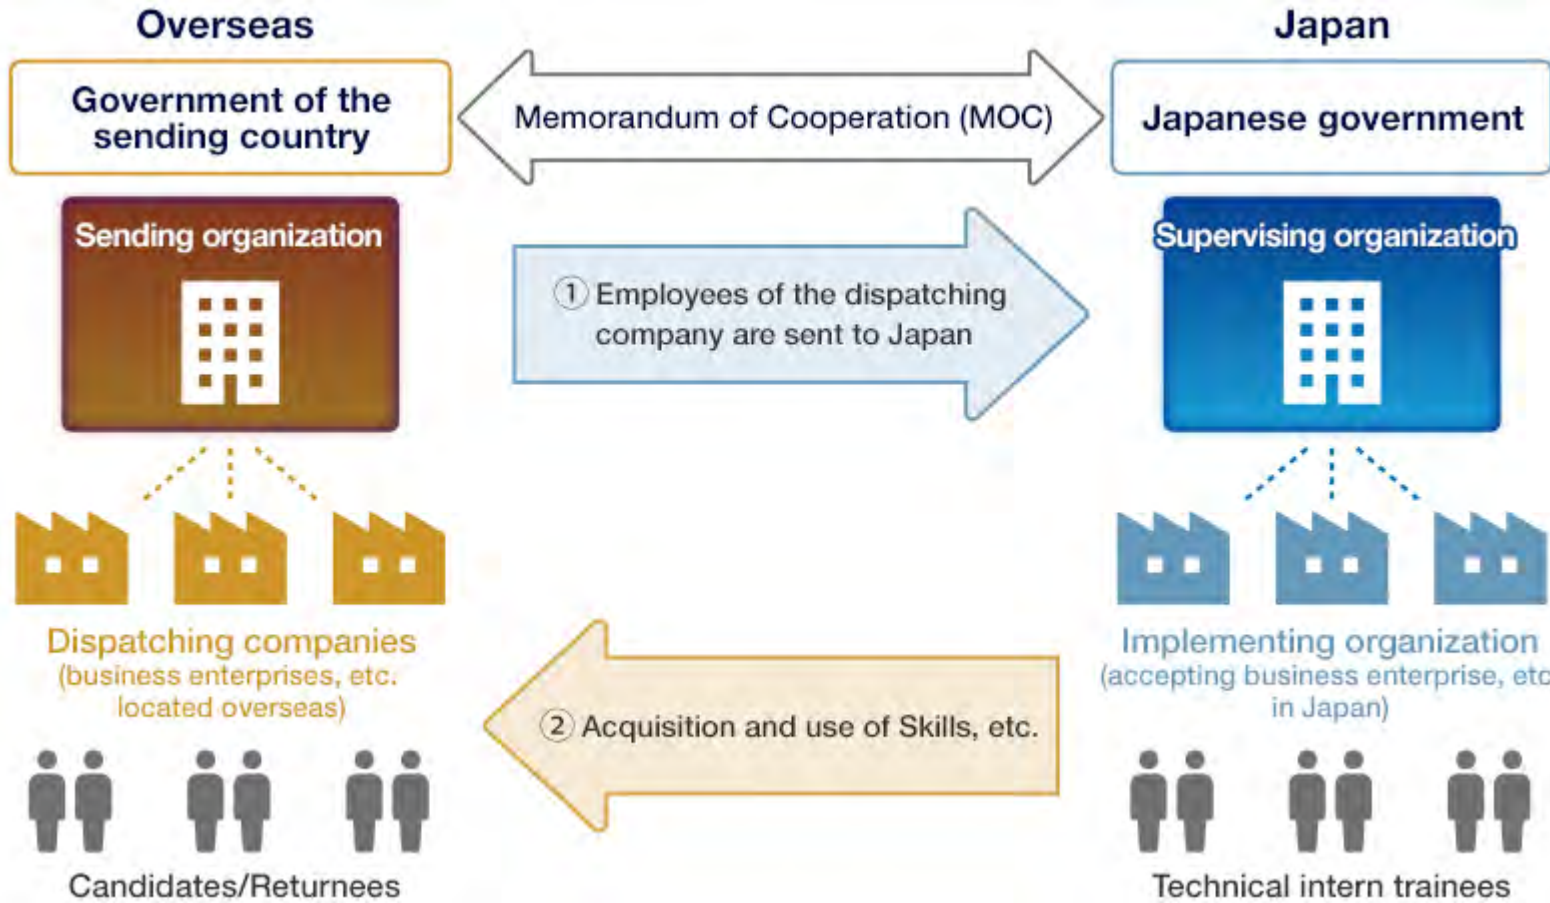 Overseas
Japan
Government of the
sending country
Memorandum of Cooperation (MOC)
Japanese government
Sending organization
① Employees of the dispatching
company are sent to Japan
Supervising organization
Dispatching companies
(business enterprises, etc.
located overseas)
② Acquisition and use of Skills, etc.
Implementing organization
(accepting business enterprise, etc
in Japan)
Candidates/Returnees
Technical intern trainees